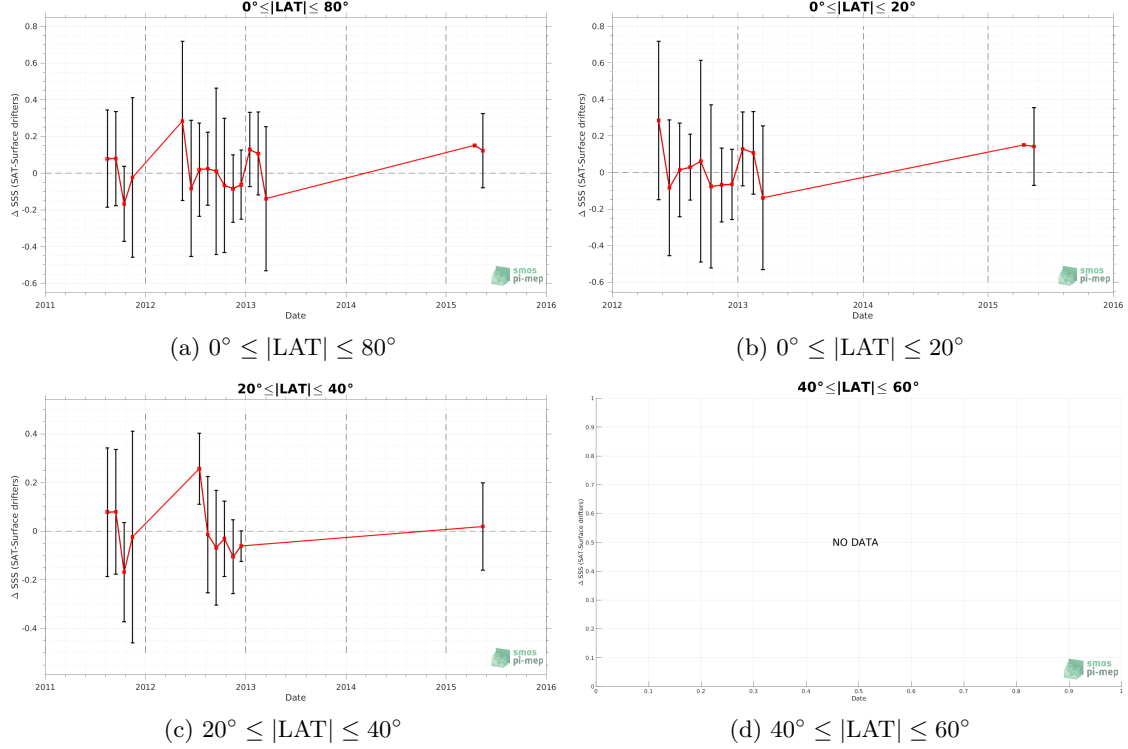 0°≤|LAT|≤ 80°
Δ SSS (SAT-Surface drifters)
0.8
0.6
0.4
0.2
0
-0.2
-0.4
-0.6
2011 2012 2013 2014 2015 2016
Date
smos
pi-mep
(a) 0° ≤ |LAT| ≤ 80°
0°≤|LAT|≤ 20°
Δ SSS (SAT-Surface drifters)
0.8
0.6
0.4
0.2
0
-0.2
-0.4
-0.6
2012 2013 2014 2015 2016
Date
smos
pi-mep
(b) 0° ≤ |LAT| ≤ 20°
20°≤|LAT|≤ 40°
Δ SSS (SAT-Surface drifters)
0.4
0.2
0
-0.2
-0.4
2011 2012 2013 2014 2015 2016
Date
smos
pi-mep
(c) 20° ≤ |LAT| ≤ 40°
40°≤|LAT|≤ 60°
Δ SSS (SAT-Surface drifters)
1
0.9
0.8
0.7
0.6
0.5
0.4
0.3
0.2
0.1
0
NO DATA
0 0.1 0.2 0.3 0.4 0.5 0.6 0.7 0.8 0.9 1
Date
smos
pi-mep
(d) 40° ≤ |LAT| ≤ 60°